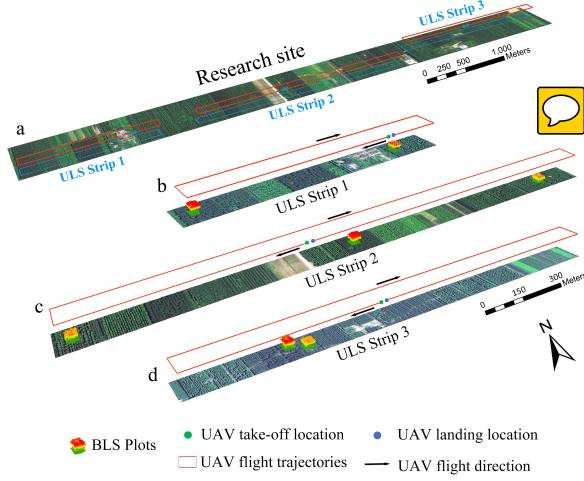 ULS Strip 3
Research site
0 250 500 1,000
Meters
ULS Strip 2
a
ULS Strip 1
b
ULS Strip 1
c
ULS Strip 2
0 150 300
Meters
ULS Strip 3
d
N
BLS Plots
UAV take-off location
UAV landing location
UAV flight trajectories
UAV flight direction